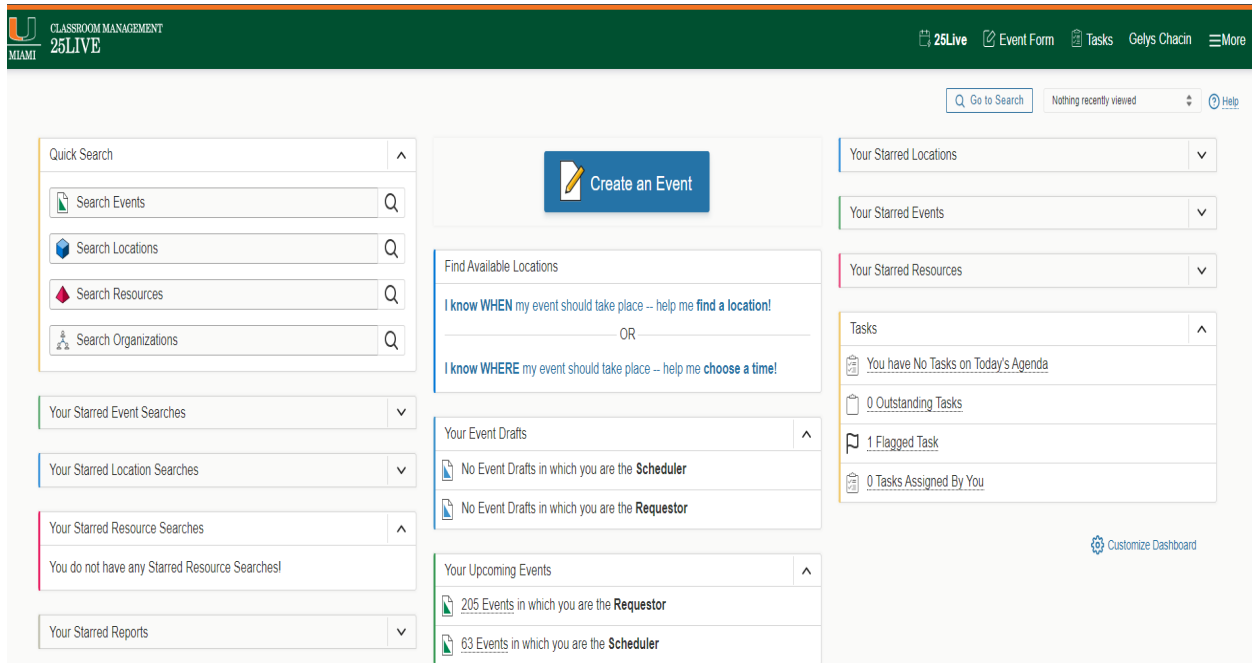 MIAMI
CLASSROOM MANAGEMENT
25LIVE
25Live
Event Form
Tasks
Gelys Chacin
More
Go to Search
Nothing recently viewed
Help
Quick Search
Search Events
Search Locations
Search Resources
Search Organizations
Your Starred Event Searches
Your Starred Location Searches
Your Starred Resource Searches
You do not have any Starred Resource Searches!
Your Starred Reports
Create an Event
Find Available Locations
I know WHEN my event should take place -- help me find a location!
OR
I know WHERE my event should take place -- help me choose a time!
Your Event Drafts
No Event Drafts in which you are the Scheduler
No Event Drafts in which you are the Requestor
Your Upcoming Events
205 Events in which you are the Requestor
63 Events in which you are the Scheduler
Your Starred Locations
Your Starred Events
Your Starred Resources
Tasks
You have No Tasks on Today's Agenda
0 Outstanding Tasks
1 Flagged Task
0 Tasks Assigned By You
Customize Dashboard